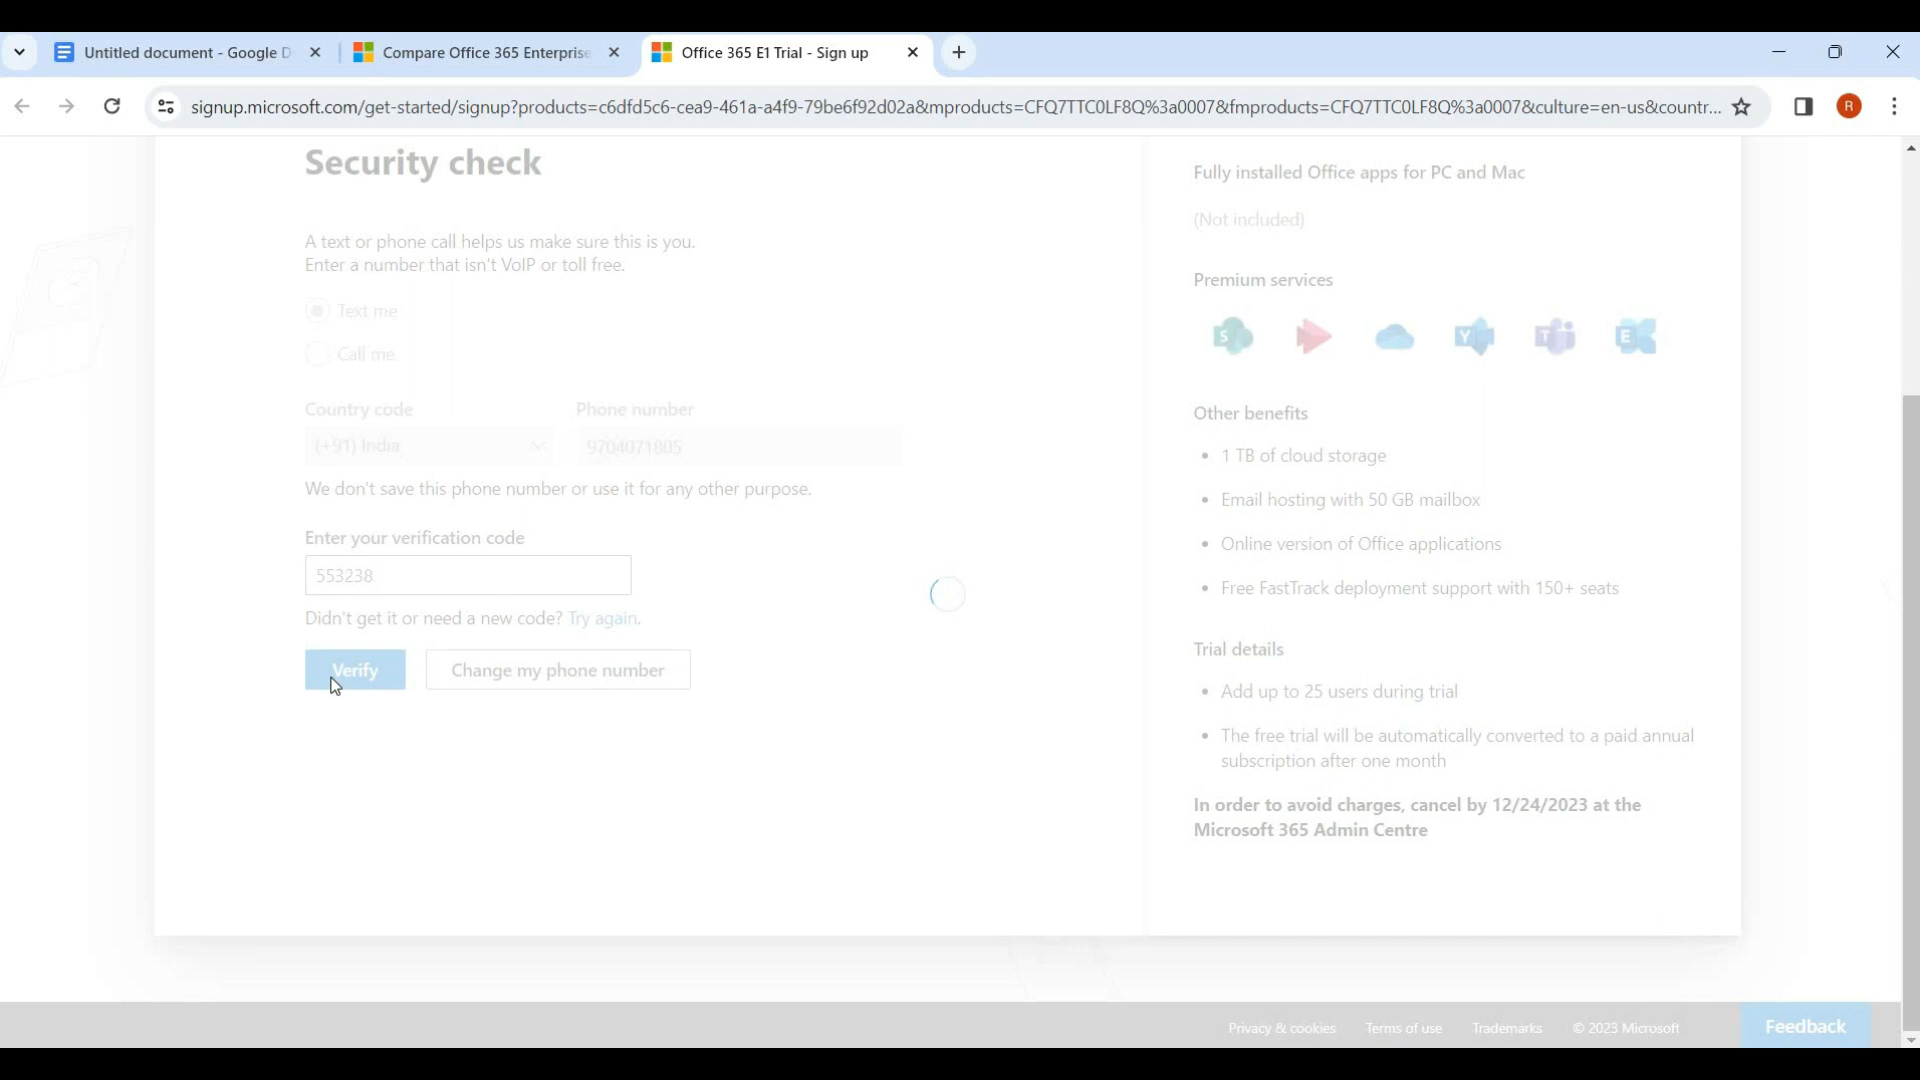 Untitled document - Google D
Compare Office 365 Enterprise
Office 365 E1 Trial - Sign up
signup.microsoft.com/get-started/signup?products=c6dfd5c6-cea9-461a-a4f9-79be6f92d02a&mproducts=CFQ7TTC0LF8Q%3a0007&fmproducts=CFQ7TTC0LF8Q%3a0007&culture=en-us&countr...
R
Security check
A text or phone call helps us make sure this is you.
Enter a number that isn't VoIP or toll free.
Text me
Call me
Country code
Phone number
(+91) India
9704071805
We don't save this phone number or use it for any other purpose.
Enter your verification code
553238
Didn't get it or need a new code? Try again.
Verify
Change my phone number
Fully installed Office apps for PC and Mac
(Not included)
Premium services
S
Y
T
E
Other benefits
• 1 TB of cloud storage
• Email hosting with 50 GB mailbox
• Online version of Office applications
• Free FastTrack deployment support with 150+ seats
Trial details
• Add up to 25 users during trial
• The free trial will be automatically converted to a paid annual
subscription after one month
In order to avoid charges, cancel by 12/24/2023 at the
Microsoft 365 Admin Centre
Privacy & cookies
Terms of use
Trademarks
© 2023 Microsoft
Feedback